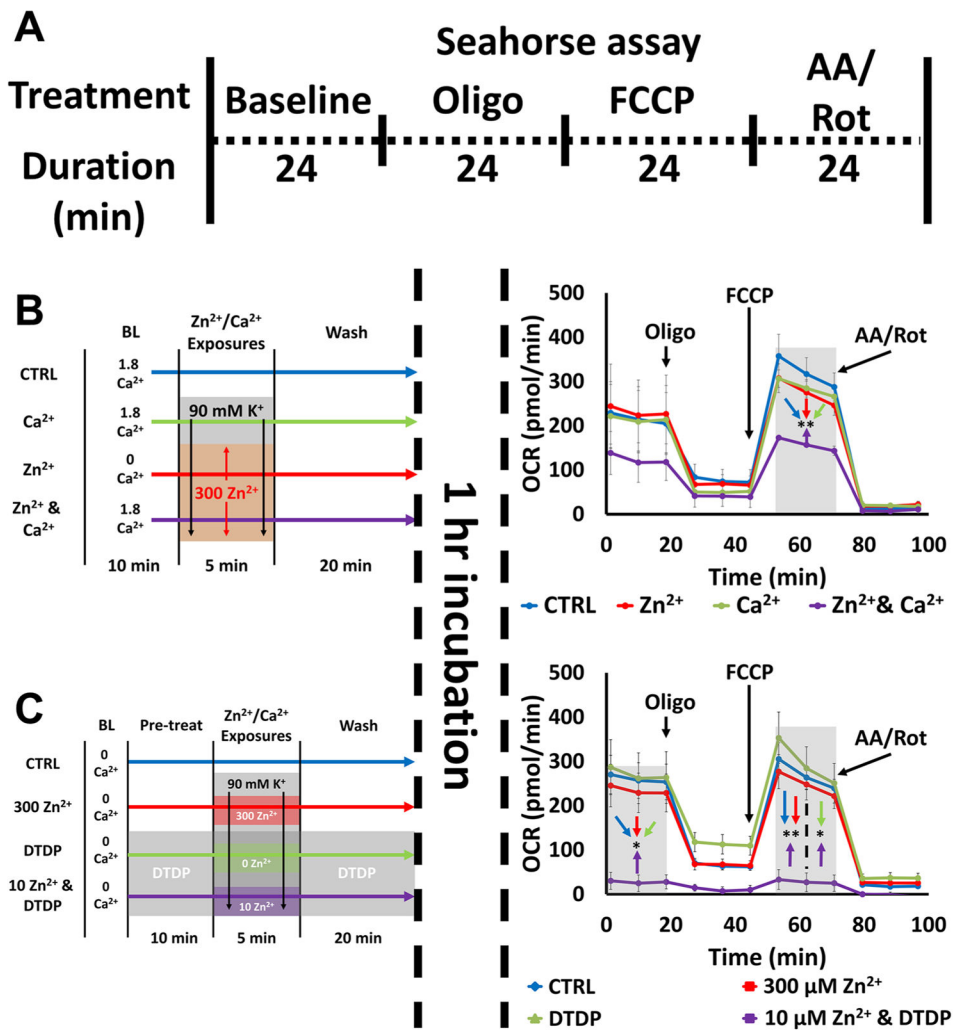 A
Seahorse assay
Treatment
Baseline
Oligo
FCCP
AA/
Rot
Duration
(min)
24
24
24
24
B
BL
Zn²⁺/Ca²⁺
Exposures
Wash
CTRL
1.8
Ca²⁺
Ca²⁺
1.8
Ca²⁺
90 mM K⁺
Zn²⁺
0
Ca²⁺
300 Zn²⁺
Zn²⁺ &
Ca²⁺
1.8
Ca²⁺
10 min
5 min
20 min
1 hr incubation
OCR (pmol/min)
500
400
300
200
100
0
Oligo
FCCP
AA/Rot
**
0
20
40
60
80
100
Time (min)
CTRL
Zn²⁺
Ca²⁺
Zn²⁺& Ca²⁺
C
BL
Pre-treat
Zn²⁺/Ca²⁺
Exposures
Wash
CTRL
0
Ca²⁺
90 mM K⁺
300 Zn²⁺
0
Ca²⁺
300 Zn²⁺
DTDP
0
Ca²⁺
DTDP
0 Zn²⁺
DTDP
10 Zn²⁺ &
DTDP
0
Ca²⁺
10 Zn²⁺
10 min
5 min
20 min
OCR (pmol/min)
500
400
300
200
100
0
Oligo
FCCP
AA/Rot
*
**
*
0
20
40
60
80
100
Time (min)
CTRL
300 µM Zn²⁺
DTDP
10 µM Zn²⁺ & DTDP